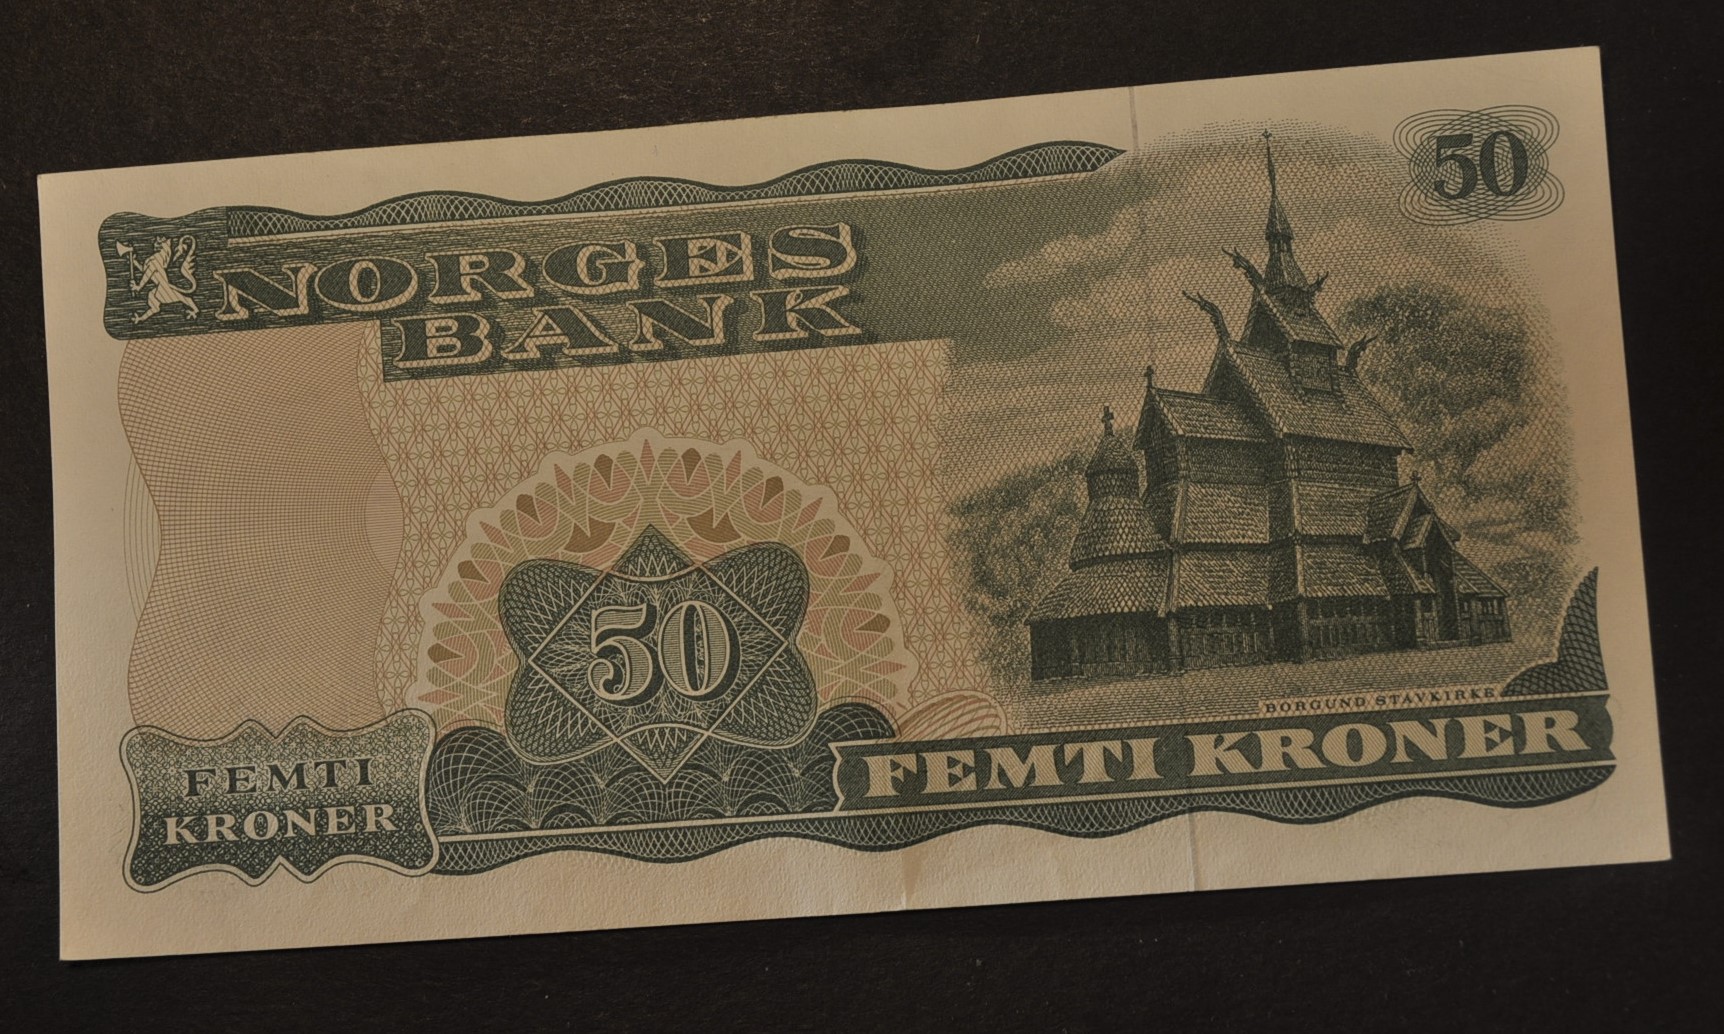 50
NORGES
BANK
50
BORGUND STAVKIRKE
FEMTI KRONER
FEMTI
KRONER